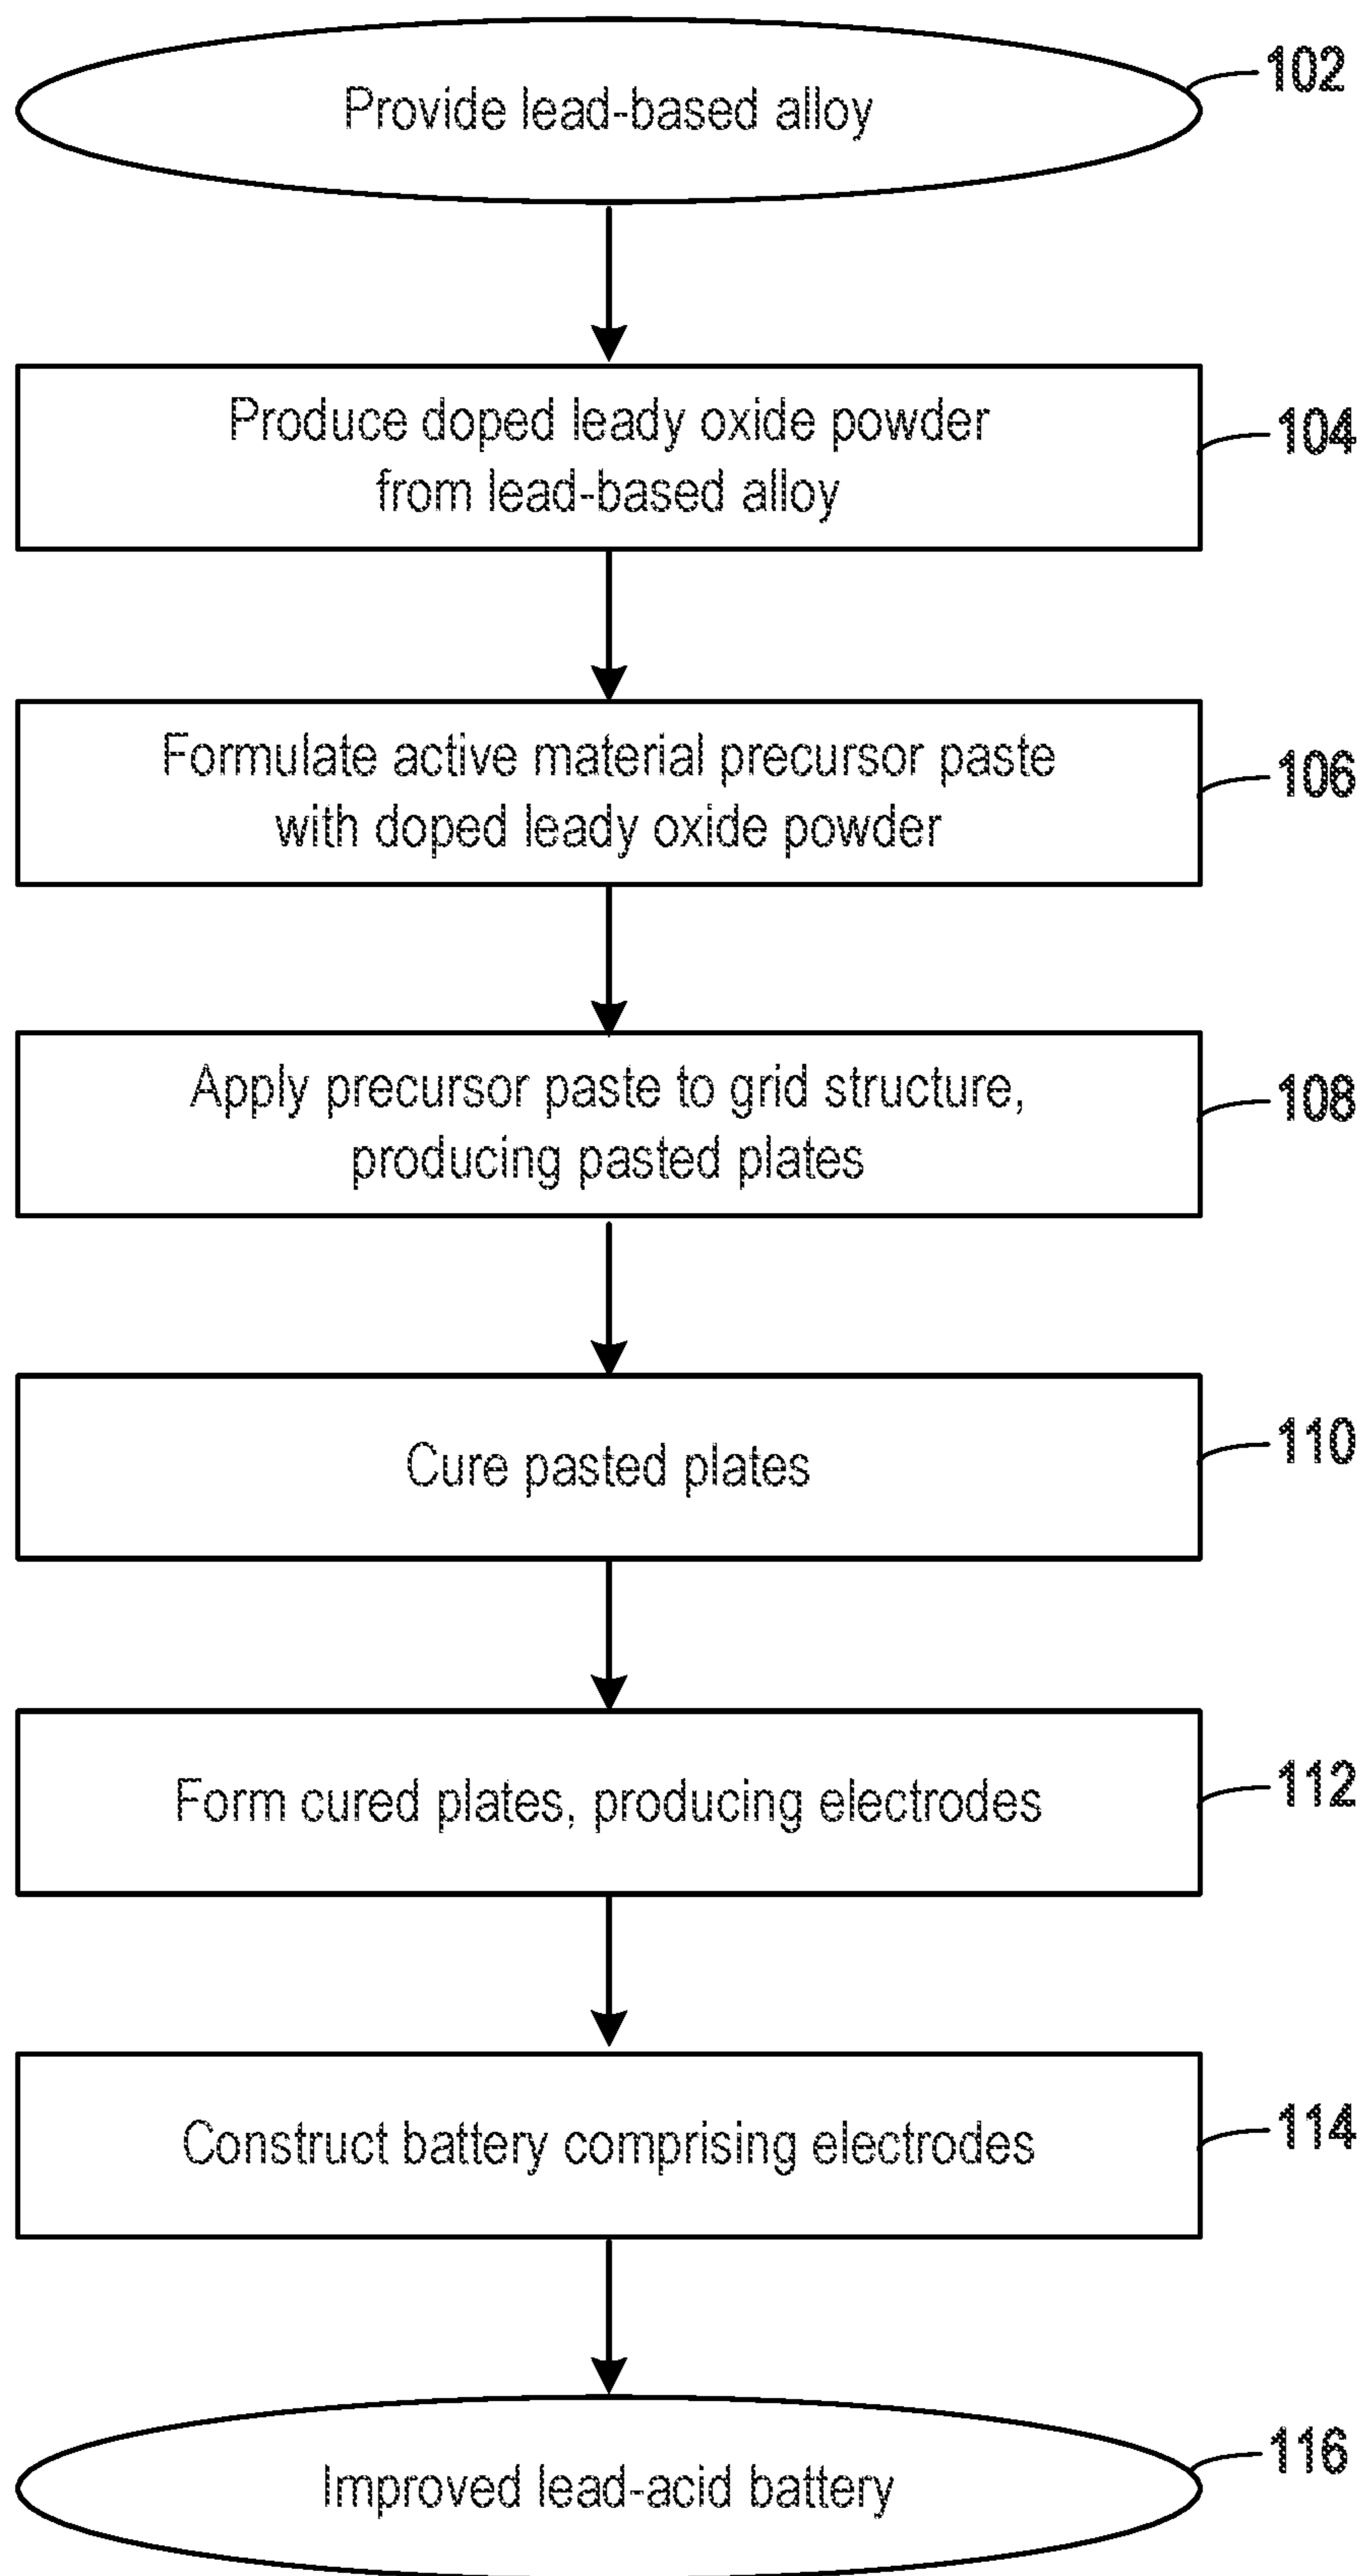 Provide lead-based alloy
102
Produce doped leady oxide powder
from lead-based alloy
104
Formulate active material precursor paste
with doped leady oxide powder
106
Apply precursor paste to grid structure,
producing pasted plates
108
Cure pasted plates
110
Form cured plates, producing electrodes
112
Construct battery comprising electrodes
114
Improved lead-acid battery
116